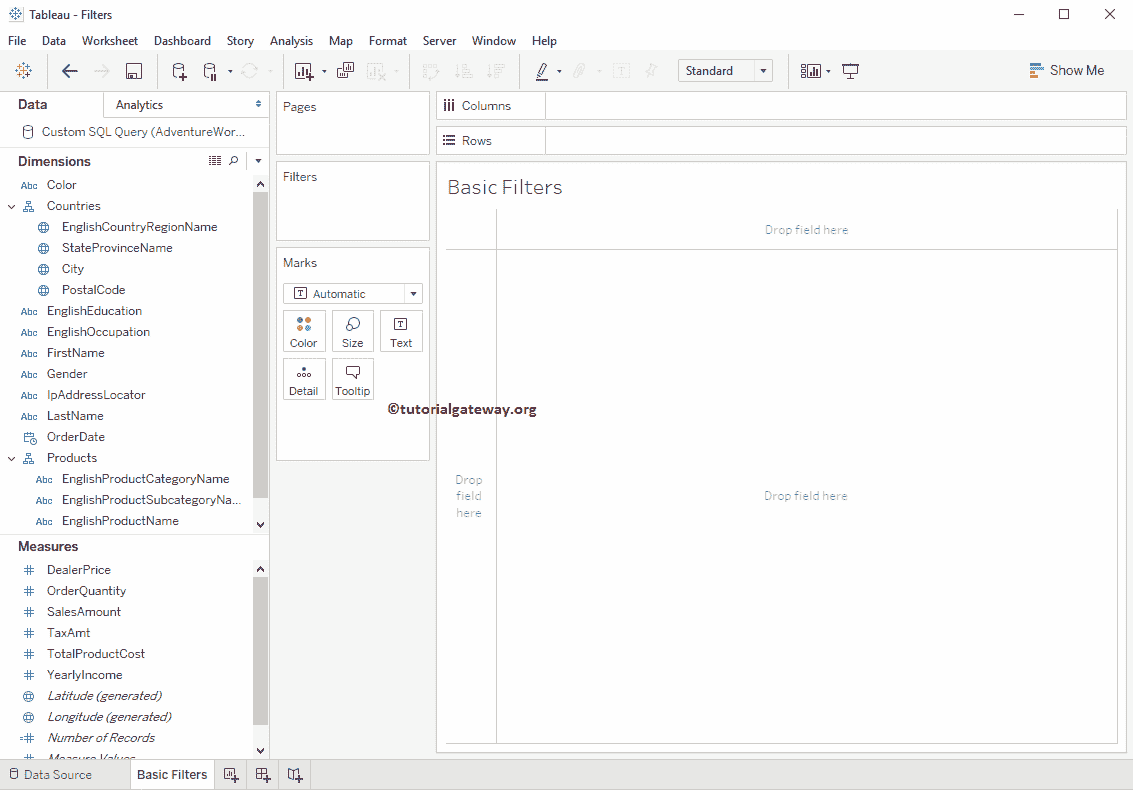 Tableau - Filters
File Data Worksheet Dashboard Story Analysis Map Format Server Window Help
Standard
Show Me
Data
Analytics
Custom SQL Query (AdventureWor...
Dimensions
Abc Color
Countries
EnglishCountryRegionName
StateProvinceName
City
PostalCode
Abc EnglishEducation
Abc EnglishOccupation
Abc FirstName
Abc Gender
Abc IpAddressLocator
Abc LastName
OrderDate
Products
Abc EnglishProductCategoryName
Abc EnglishProductSubcategoryNa...
Abc EnglishProductName
Measures
# DealerPrice
# OrderQuantity
# SalesAmount
# TaxAmt
# TotalProductCost
# YearlyIncome
Latitude (generated)
Longitude (generated)
=# Number of Records
# Measure Values
Pages
Filters
Marks
T Automatic
Color
Size
T
Text
Detail
Tooltip
©tutorialgateway.org
Columns
Rows
Basic Filters
Drop field here
Drop
field
here
Drop field here
Data Source
Basic Filters